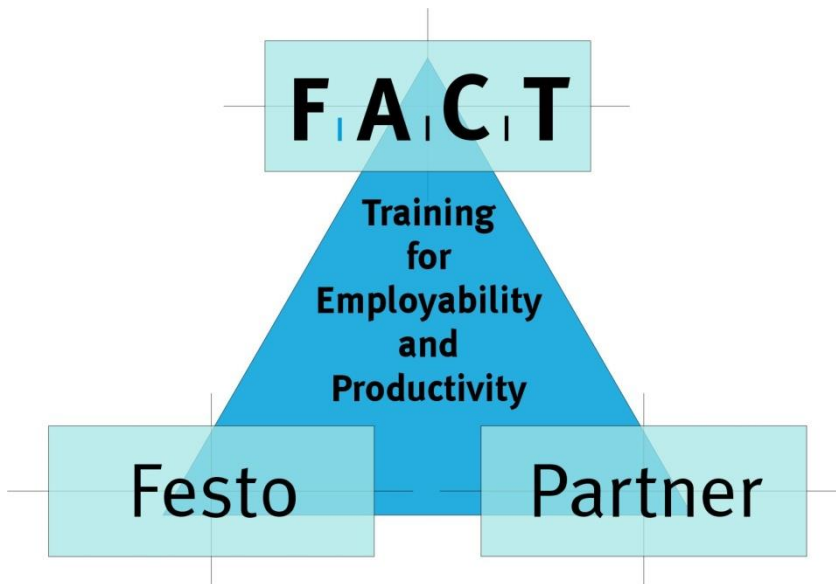 F|A|C|T
Training
for
Employability
and
Productivity
Festo
Partner